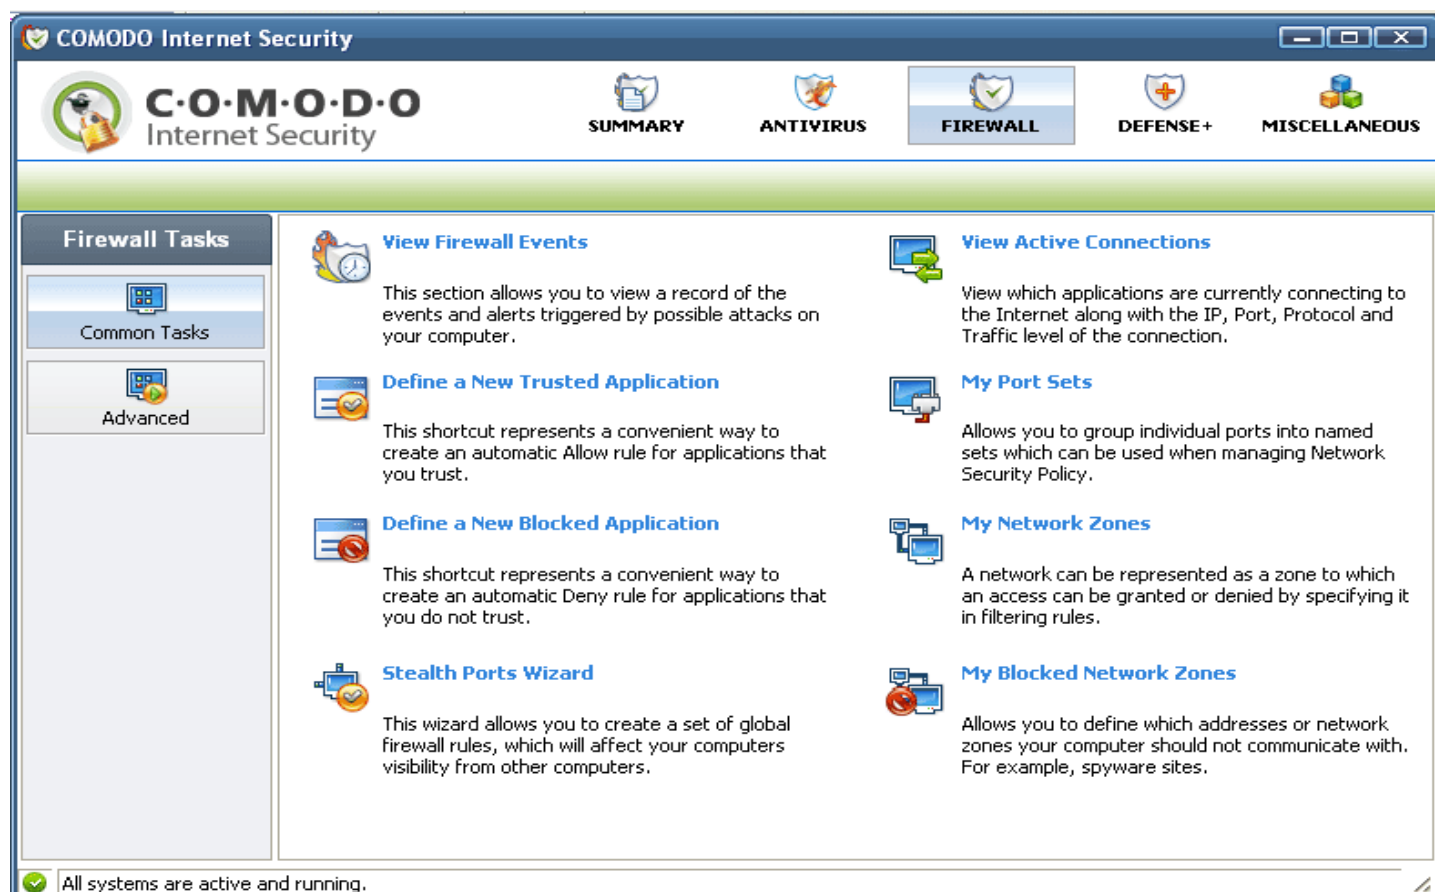 COMODO Internet Security
C·O·M·O·D·O
Internet Security
SUMMARY
ANTIVIRUS
FIREWALL
DEFENSE+
MISCELLANEOUS
Firewall Tasks
Common Tasks
Advanced
View Firewall Events
This section allows you to view a record of the
events and alerts triggered by possible attacks on
your computer.
View Active Connections
View which applications are currently connecting to
the Internet along with the IP, Port, Protocol and
Traffic level of the connection.
Define a New Trusted Application
This shortcut represents a convenient way to
create an automatic Allow rule for applications that
you trust.
My Port Sets
Allows you to group individual ports into named
sets which can be used when managing Network
Security Policy.
Define a New Blocked Application
This shortcut represents a convenient way to
create an automatic Deny rule for applications that
you do not trust.
My Network Zones
A network can be represented as a zone to which
an access can be granted or denied by specifying it
in filtering rules.
Stealth Ports Wizard
This wizard allows you to create a set of global
firewall rules, which will affect your computers
visibility from other computers.
My Blocked Network Zones
Allows you to define which addresses or network
zones your computer should not communicate with.
For example, spyware sites.
All systems are active and running.